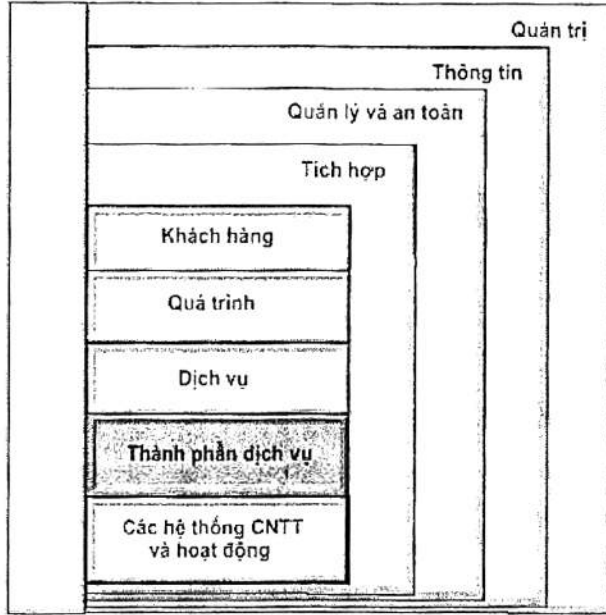 Quản trị
Thông tin
Quản lý và an toàn
Tích hợp
Khách hàng
Quá trình
Dịch vụ
Thành phần dịch vụ
Các hệ thống CNTT
và hoạt động